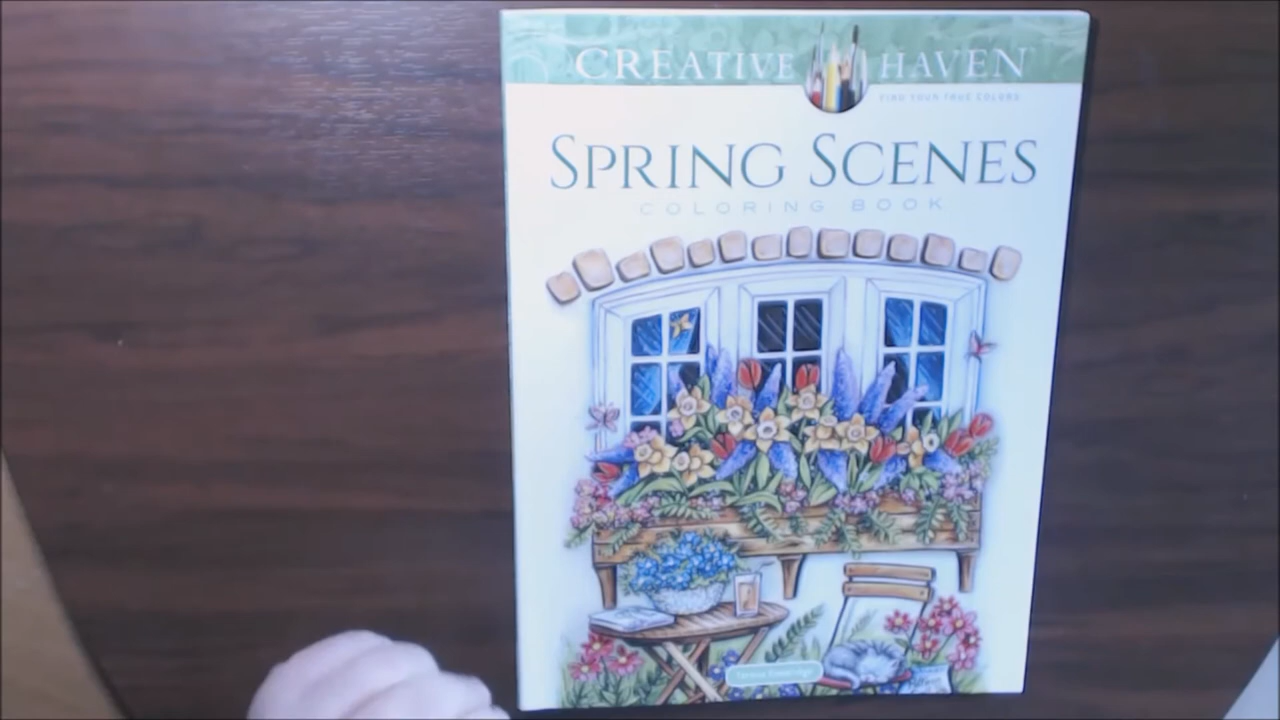 CREATIVE HAVEN
FIND YOUR TRUE COLORS
SPRING SCENES
COLORING BOOK